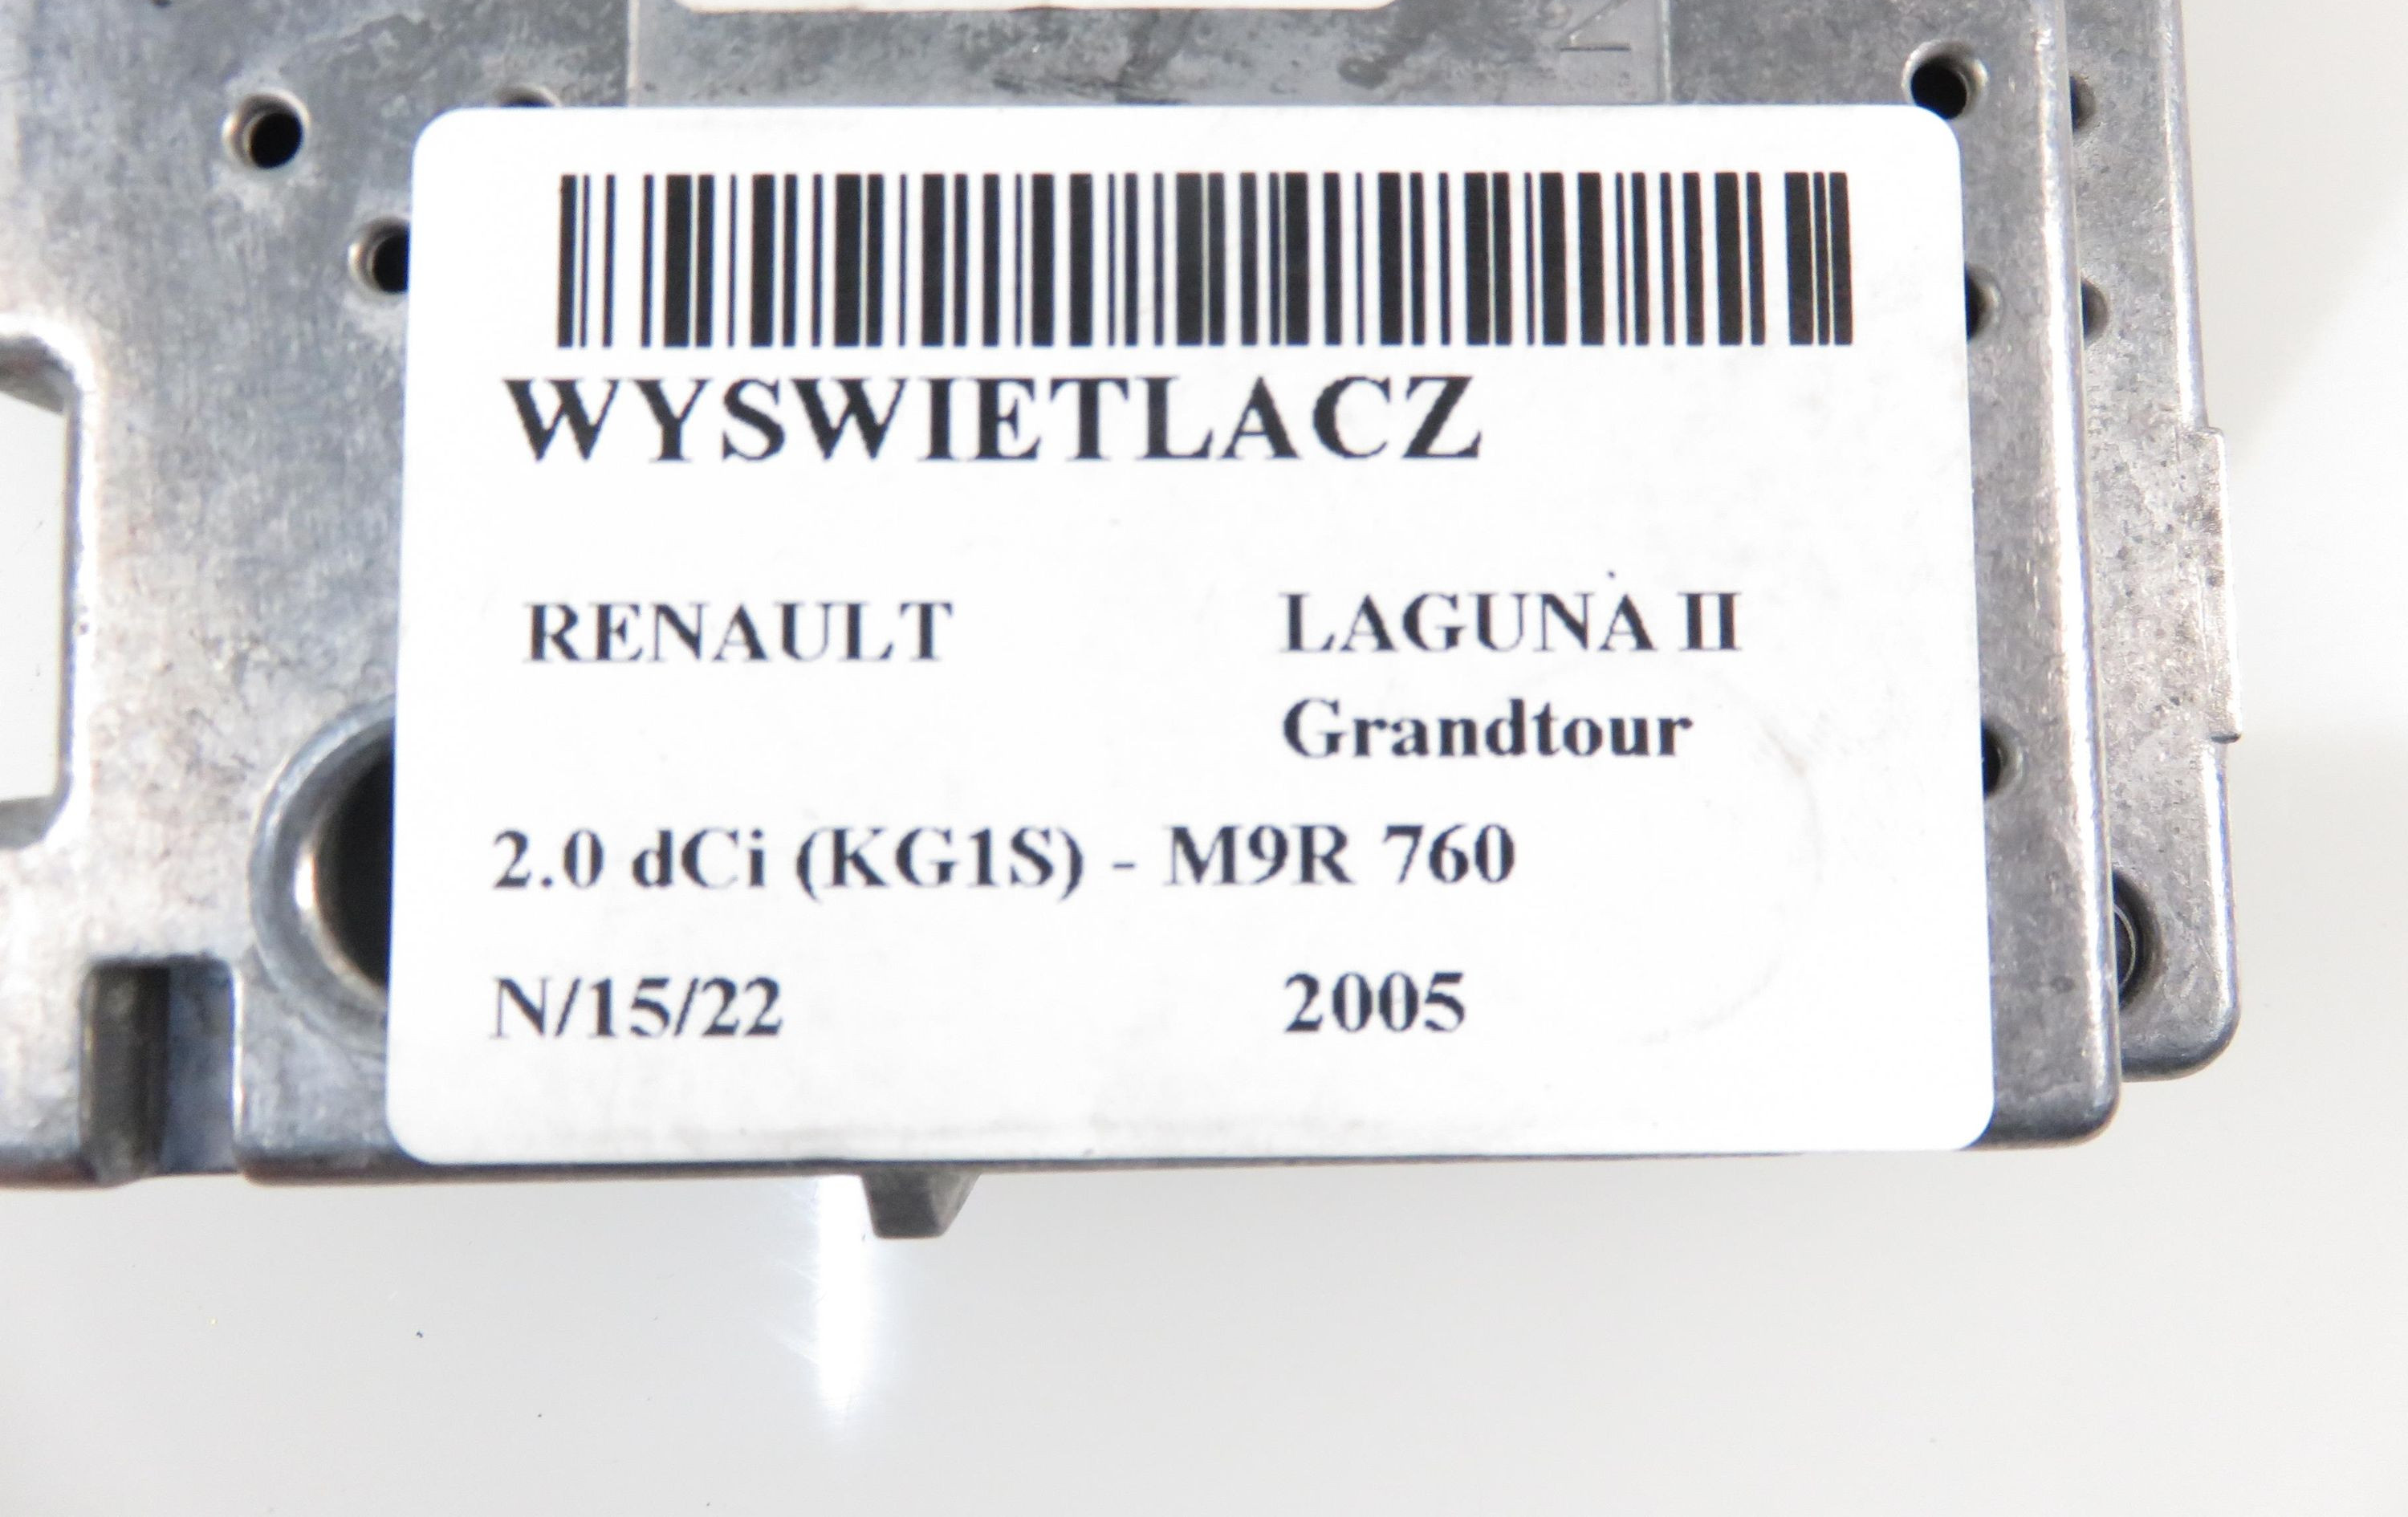 WYSWIETLACZ
RENAULT LAGUNA II
Grandtour
2.0 dCi (KG1S) - M9R 760
N/15/22 2005